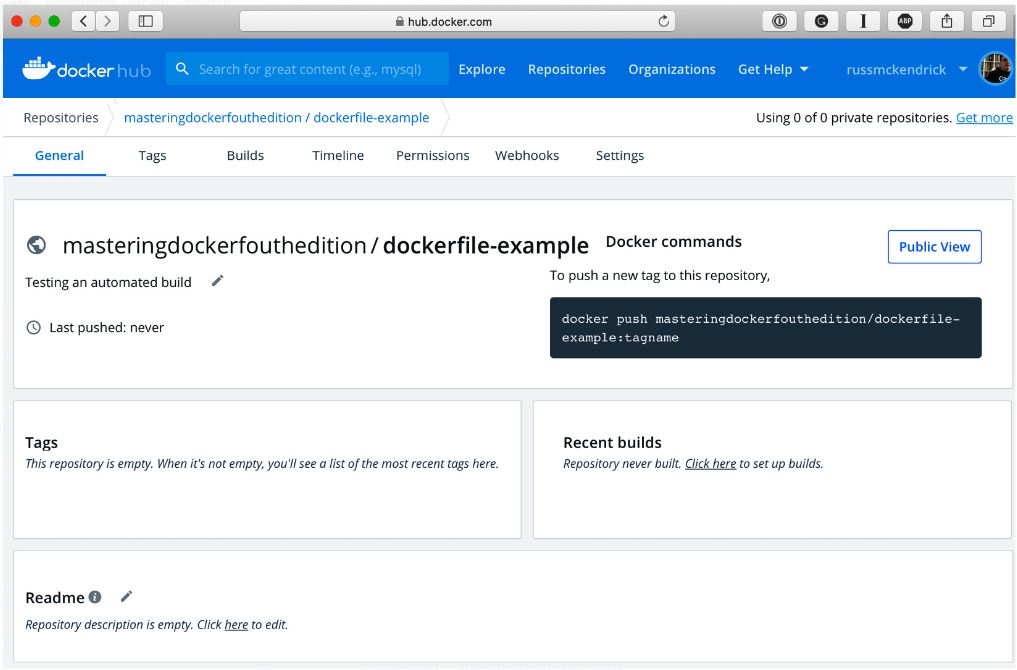 hub.docker.com
ABP
docker hub
Search for great content (e.g., mysql)
Explore
Repositories
Organizations
Get Help
russmckendrick
Repositories
masteringdockerfouthedition / dockerfile-example
Using 0 of 0 private repositories. Get more
General
Tags
Builds
Timeline
Permissions
Webhooks
Settings
masteringdockerfouthedition / dockerfile-example
Docker commands
Public View
Testing an automated build
To push a new tag to this repository,
Last pushed: never
docker push masteringdockerfouthedition/dockerfile-
example:tagname
Tags
This repository is empty. When it's not empty, you'll see a list of the most recent tags here.
Recent builds
Repository never built. Click here to set up builds.
Readme
Repository description is empty. Click here to edit.